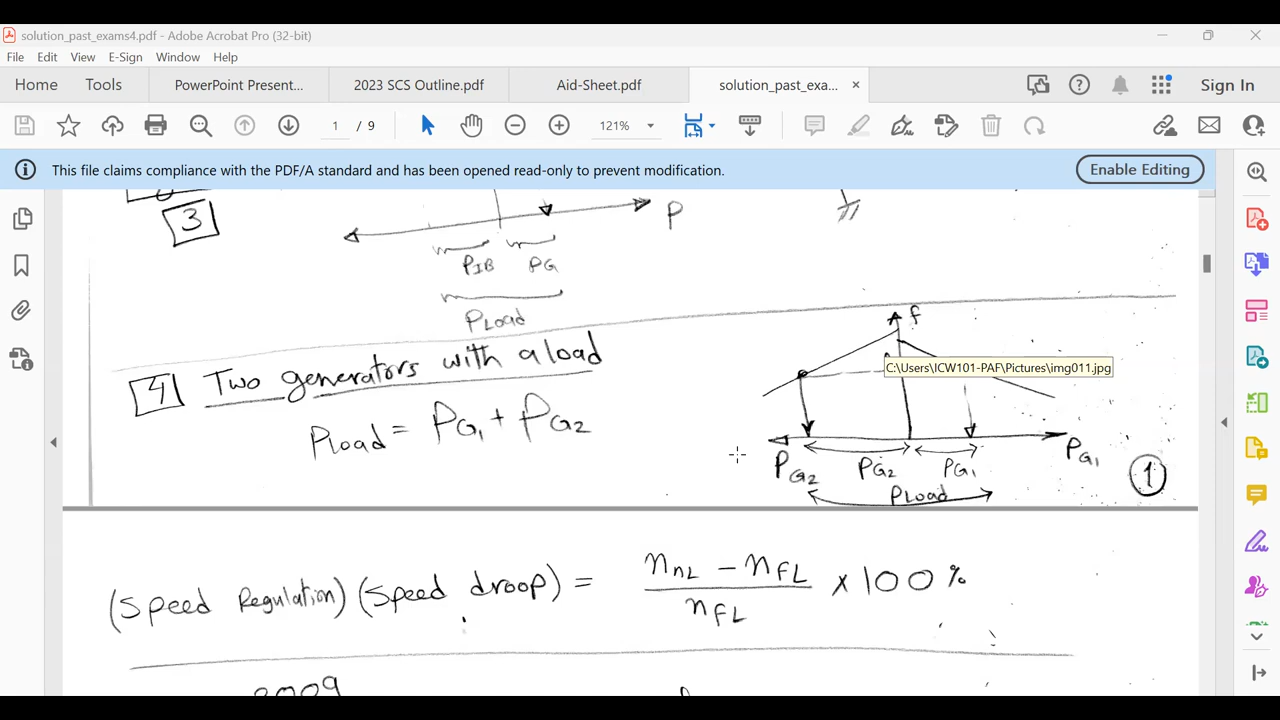 solution_past_exams4.pdf - Adobe Acrobat Pro (32-bit)
File Edit View E-Sign Window Help
Home Tools PowerPoint Present... 2023 SCS Outline.pdf Aid-Sheet.pdf solution_past_exa... × Sign In
1 / 9 121%
This file claims compliance with the PDF/A standard and has been opened read-only to prevent modification. Enable Editing
3
P
PIB PG
PLoad
f
4 Two generators with a load
C:\Users\ICW101-PAF\Pictures\img011.jpg
PLoad = PG1 + PG2
PG2 PG2 PG1 PG1
PLoad
1
(Speed Regulation) (Speed droop) = nnL - nFL / nFL × 100 %
2009